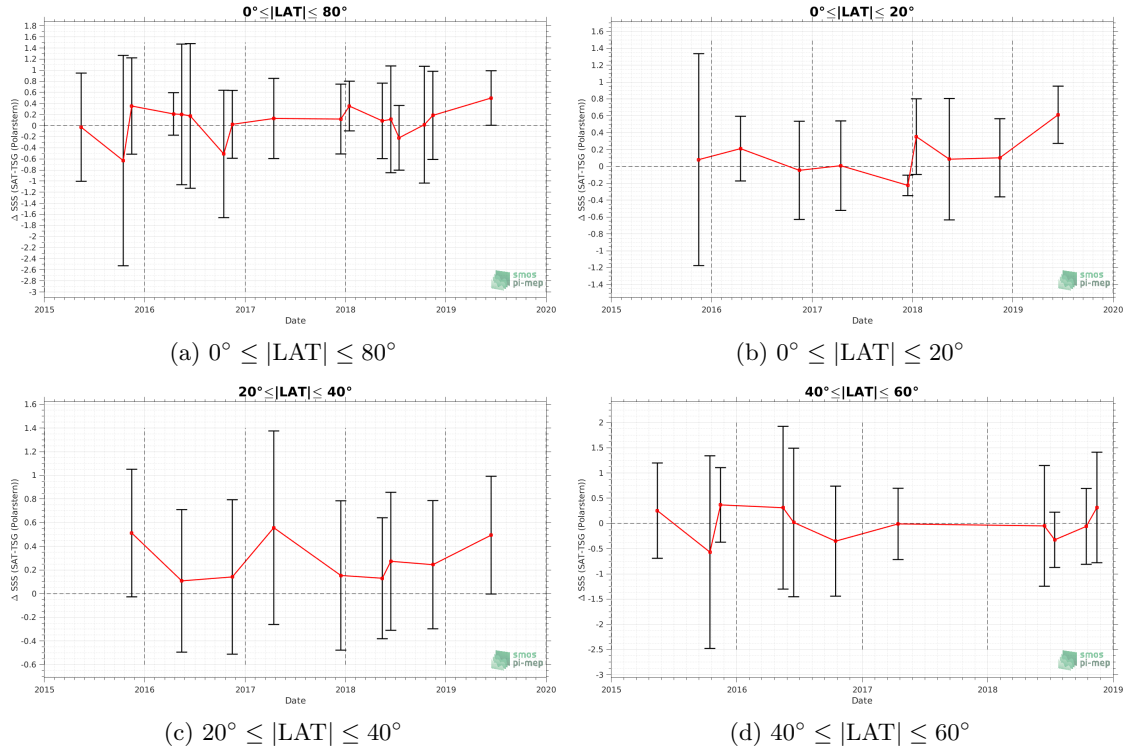 0°≤|LAT|≤ 80°
Δ SSS (SAT-TSG (Polarstern))
1.8
1.6
1.4
1.2
1
0.8
0.6
0.4
0.2
0
-0.2
-0.4
-0.6
-0.8
-1
-1.2
-1.4
-1.6
-1.8
-2
-2.2
-2.4
-2.6
-2.8
-3
2015 2016 2017 2018 2019 2020
Date
smos
pi-mep
(a) 0° ≤ |LAT| ≤ 80°
0°≤|LAT|≤ 20°
Δ SSS (SAT-TSG (Polarstern))
1.6
1.4
1.2
1
0.8
0.6
0.4
0.2
0
-0.2
-0.4
-0.6
-0.8
-1
-1.2
-1.4
2015 2016 2017 2018 2019 2020
Date
smos
pi-mep
(b) 0° ≤ |LAT| ≤ 20°
20°≤|LAT|≤ 40°
Δ SSS (SAT-TSG (Polarstern))
1.6
1.4
1.2
1
0.8
0.6
0.4
0.2
0
-0.2
-0.4
-0.6
2015 2016 2017 2018 2019 2020
Date
smos
pi-mep
(c) 20° ≤ |LAT| ≤ 40°
40°≤|LAT|≤ 60°
Δ SSS (SAT-TSG (Polarstern))
2
1.5
1
0.5
0
-0.5
-1
-1.5
-2
-2.5
-3
2015 2016 2017 2018 2019
Date
smos
pi-mep
(d) 40° ≤ |LAT| ≤ 60°